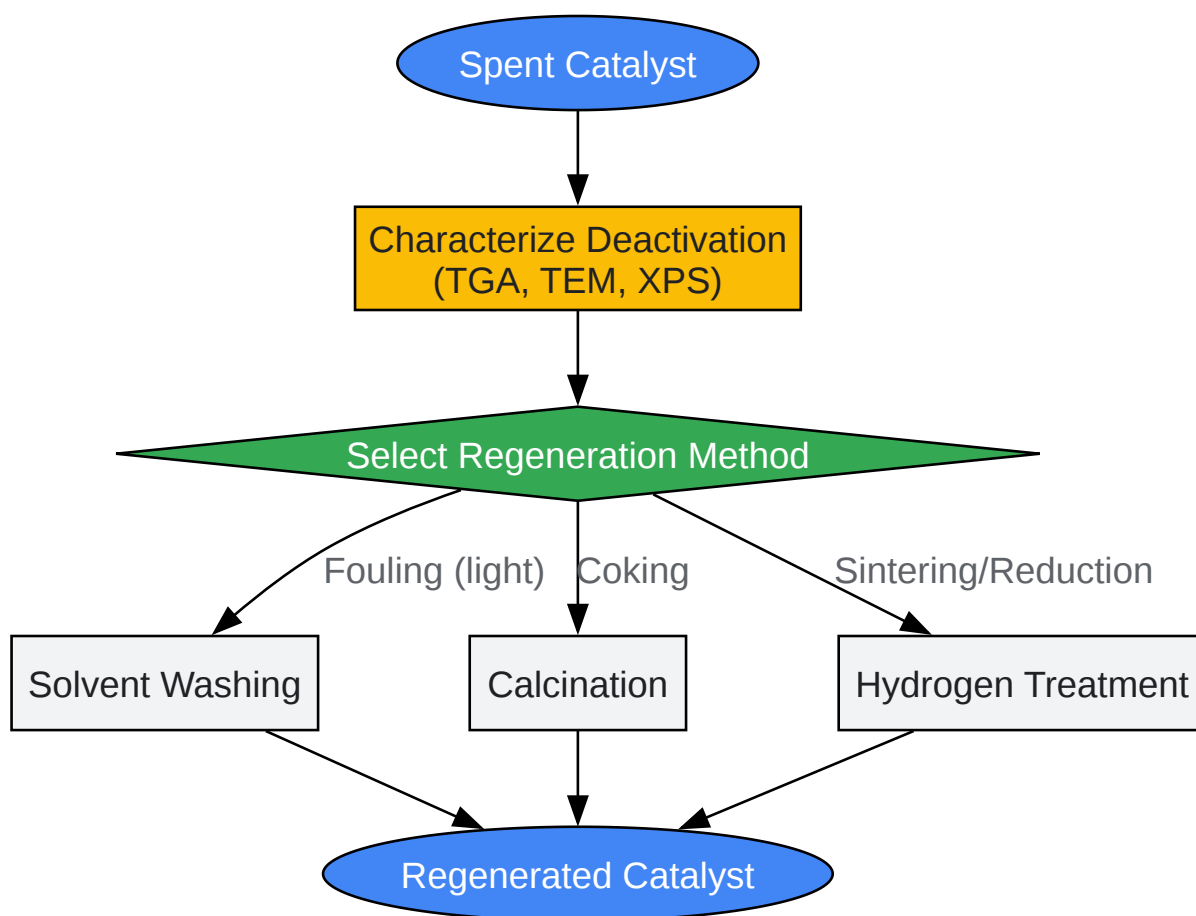 Spent Catalyst
Characterize Deactivation
(TGA, TEM, XPS)
Select Regeneration Method
Fouling (light)
Coking
Sintering/Reduction
Solvent Washing
Calcination
Hydrogen Treatment
Regenerated Catalyst